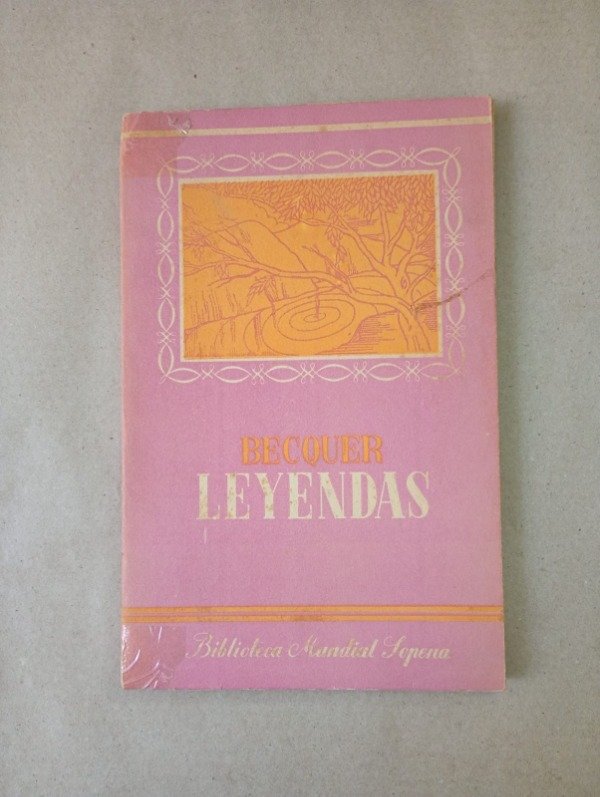 BECQUER
LEYENDAS
Biblioteca Mundial Sopena